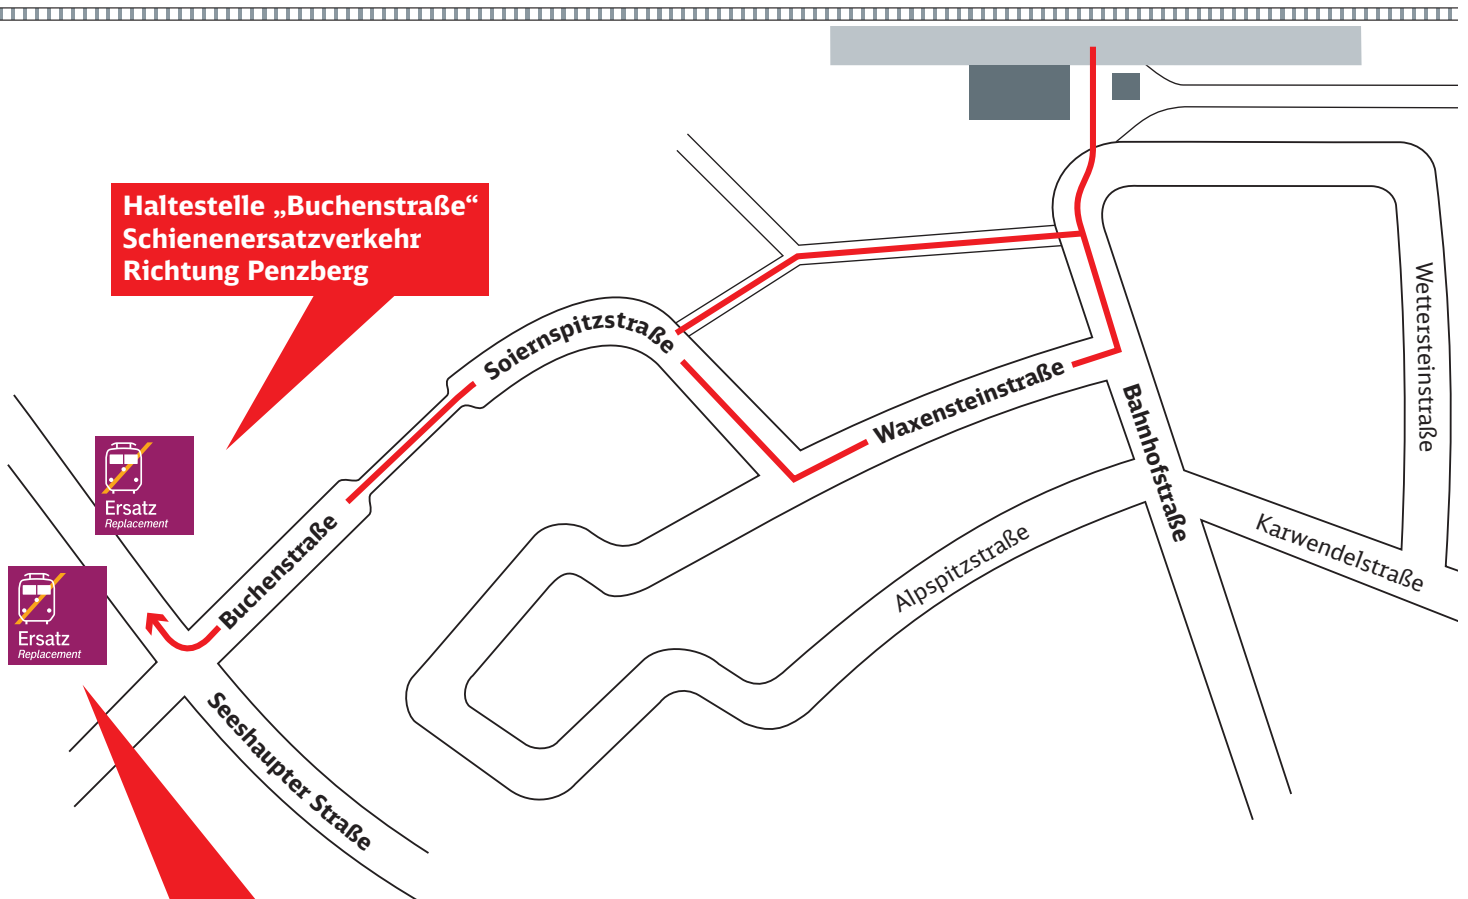 Haltestelle „Buchenstraße“
Schienenersatzverkehr
Richtung Penzberg
Soiernspitzstraße
Wettersteinstraße
Waxensteinstraße
Bahnhofstraße
Ersatz
Replacement
Buchenstraße
Karwendelstraße
Alpspitzstraße
Ersatz
Replacement
Seeshaupter Straße